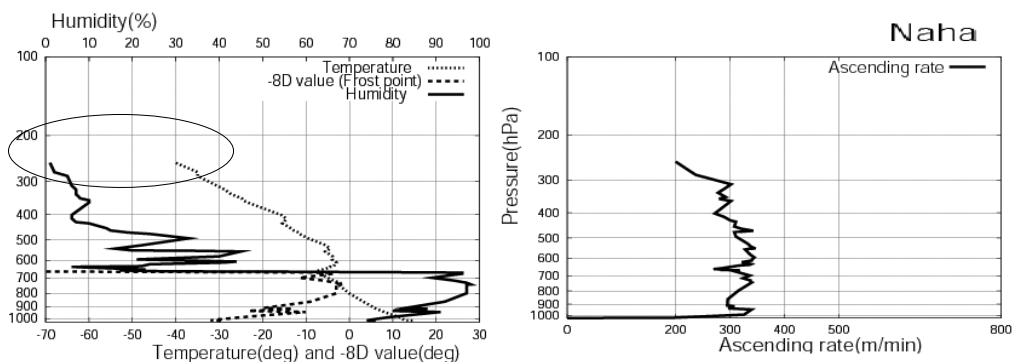 Humidity(%)
0 10 20 30 40 50 60 70 80 90 100
100
200
300
400
500
600
700
800
900
1000
Temperature
-8D value (Frost point)
Humidity
-70 -60 -50 -40 -30 -20 -10 0 10 20 30
Temperature(deg) and -8D value(deg)
Naha
Pressure(hPa)
100
200
300
400
500
600
700
800
900
1000
Ascending rate
0 200 300 400 500 800
Ascending rate(m/min)